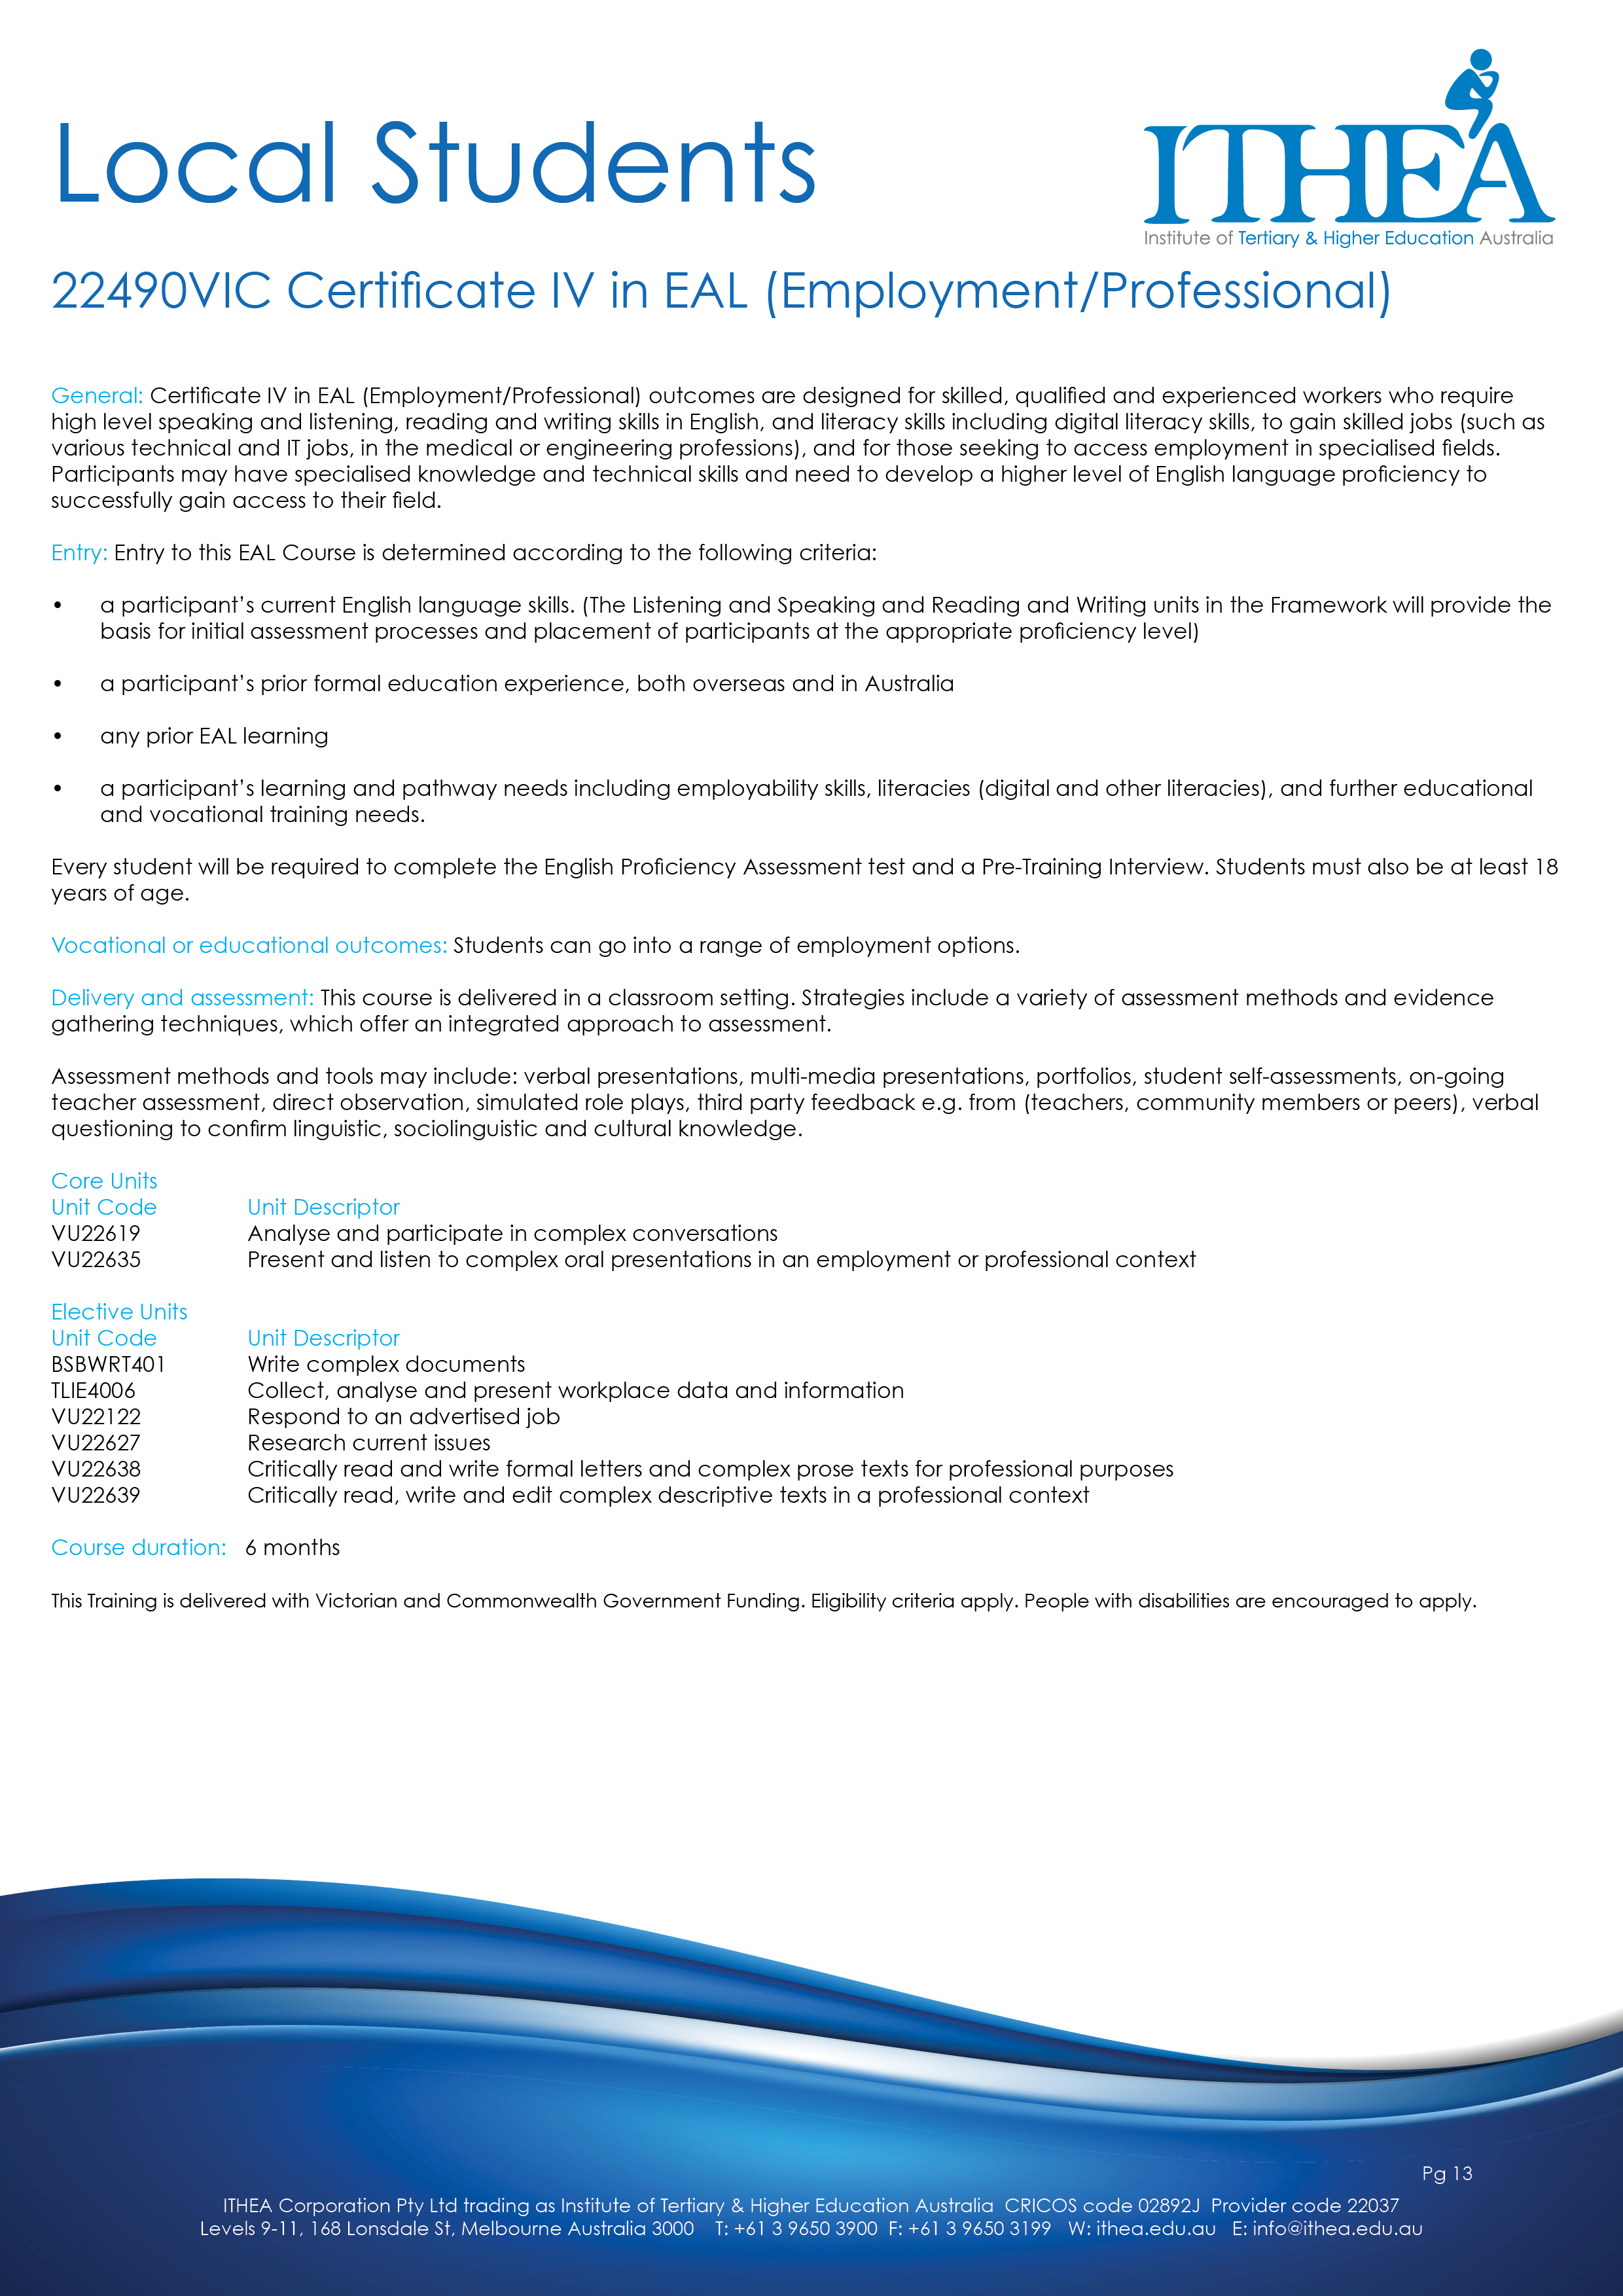 Local Students
ITHEA
Institute of Tertiary & Higher Education Australia
22490VIC Certificate IV in EAL (Employment/Professional)
General: Certificate IV in EAL (Employment/Professional) outcomes are designed for skilled, qualified and experienced workers who require
high level speaking and listening, reading and writing skills in English, and literacy skills including digital literacy skills, to gain skilled jobs (such as
various technical and IT jobs, in the medical or engineering professions), and for those seeking to access employment in specialised fields.
Participants may have specialised knowledge and technical skills and need to develop a higher level of English language proficiency to
successfully gain access to their field.
Entry: Entry to this EAL Course is determined according to the following criteria:
• a participant’s current English language skills. (The Listening and Speaking and Reading and Writing units in the Framework will provide the
basis for initial assessment processes and placement of participants at the appropriate proficiency level)
• a participant’s prior formal education experience, both overseas and in Australia
• any prior EAL learning
• a participant’s learning and pathway needs including employability skills, literacies (digital and other literacies), and further educational
and vocational training needs.
Every student will be required to complete the English Proficiency Assessment test and a Pre-Training Interview. Students must also be at least 18
years of age.
Vocational or educational outcomes: Students can go into a range of employment options.
Delivery and assessment: This course is delivered in a classroom setting. Strategies include a variety of assessment methods and evidence
gathering techniques, which offer an integrated approach to assessment.
Assessment methods and tools may include: verbal presentations, multi-media presentations, portfolios, student self-assessments, on-going
teacher assessment, direct observation, simulated role plays, third party feedback e.g. from (teachers, community members or peers), verbal
questioning to confirm linguistic, sociolinguistic and cultural knowledge.
Core Units
Unit Code Unit Descriptor
VU22619 Analyse and participate in complex conversations
VU22635 Present and listen to complex oral presentations in an employment or professional context
Elective Units
Unit Code Unit Descriptor
BSBWRT401 Write complex documents
TLIE4006 Collect, analyse and present workplace data and information
VU22122 Respond to an advertised job
VU22627 Research current issues
VU22638 Critically read and write formal letters and complex prose texts for professional purposes
VU22639 Critically read, write and edit complex descriptive texts in a professional context
Course duration: 6 months
This Training is delivered with Victorian and Commonwealth Government Funding. Eligibility criteria apply. People with disabilities are encouraged to apply.
Pg 13
ITHEA Corporation Pty Ltd trading as Institute of Tertiary & Higher Education Australia CRICOS code 02892J Provider code 22037
Levels 9-11, 168 Lonsdale St, Melbourne Australia 3000 T: +61 3 9650 3900 F: +61 3 9650 3199 W: ithea.edu.au E: info@ithea.edu.au